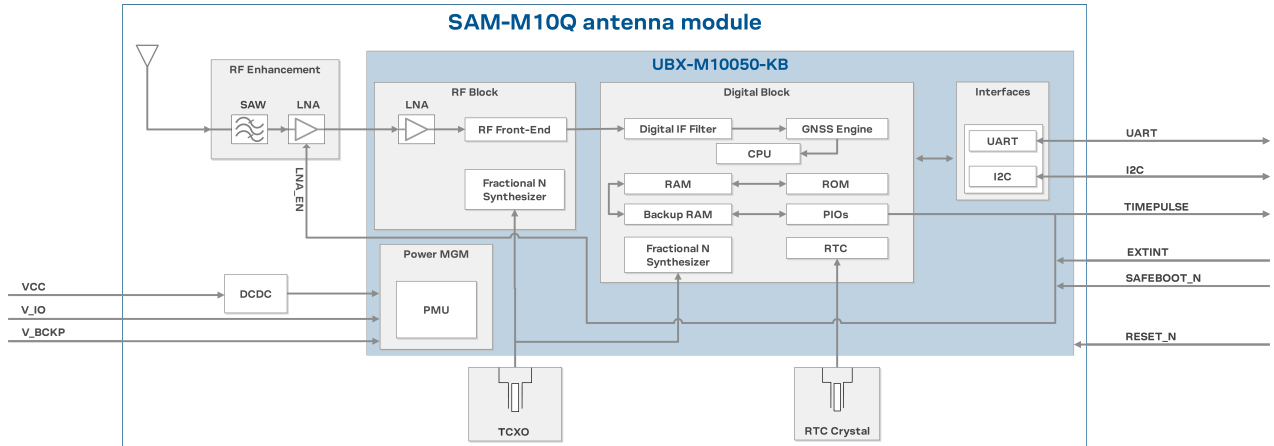 SAM-M10Q antenna module
UBX-M10050-KB
RF Enhancement
SAW
LNA
LNA_EN
RF Block
LNA
RF Front-End
Fractional N
Synthesizer
Digital Block
Digital IF Filter
GNSS Engine
CPU
RAM
ROM
Backup RAM
PIOs
Fractional N
Synthesizer
RTC
Interfaces
UART
I2C
Power MGM
PMU
DCDC
VCC
V_IO
V_BCKP
TCXO
RTC Crystal
UART
I2C
TIMEPULSE
EXTINT
SAFEBOOT_N
RESET_N